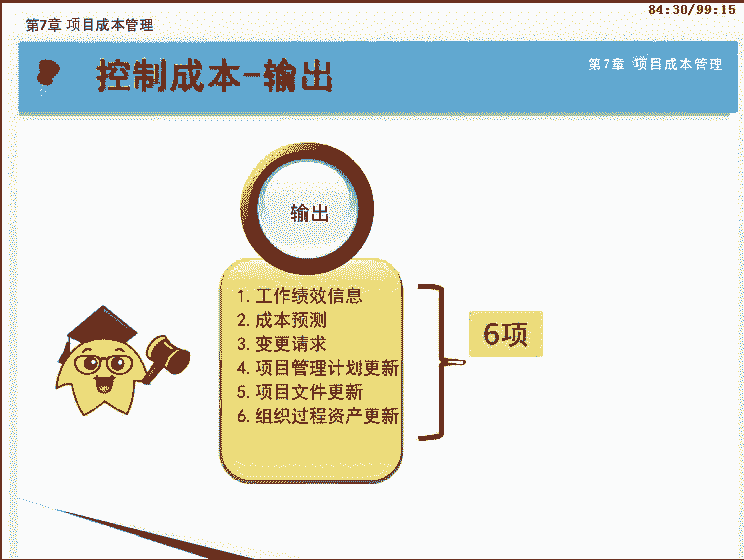 84:30/99:15
第7章 项目成本管理
控制成本-输出
第7章 项目成本管理
输出
1. 工作绩效信息
2. 成本预测
3. 变更请求
4. 项目管理计划更新
5. 项目文件更新
6. 组织过程资产更新
6项